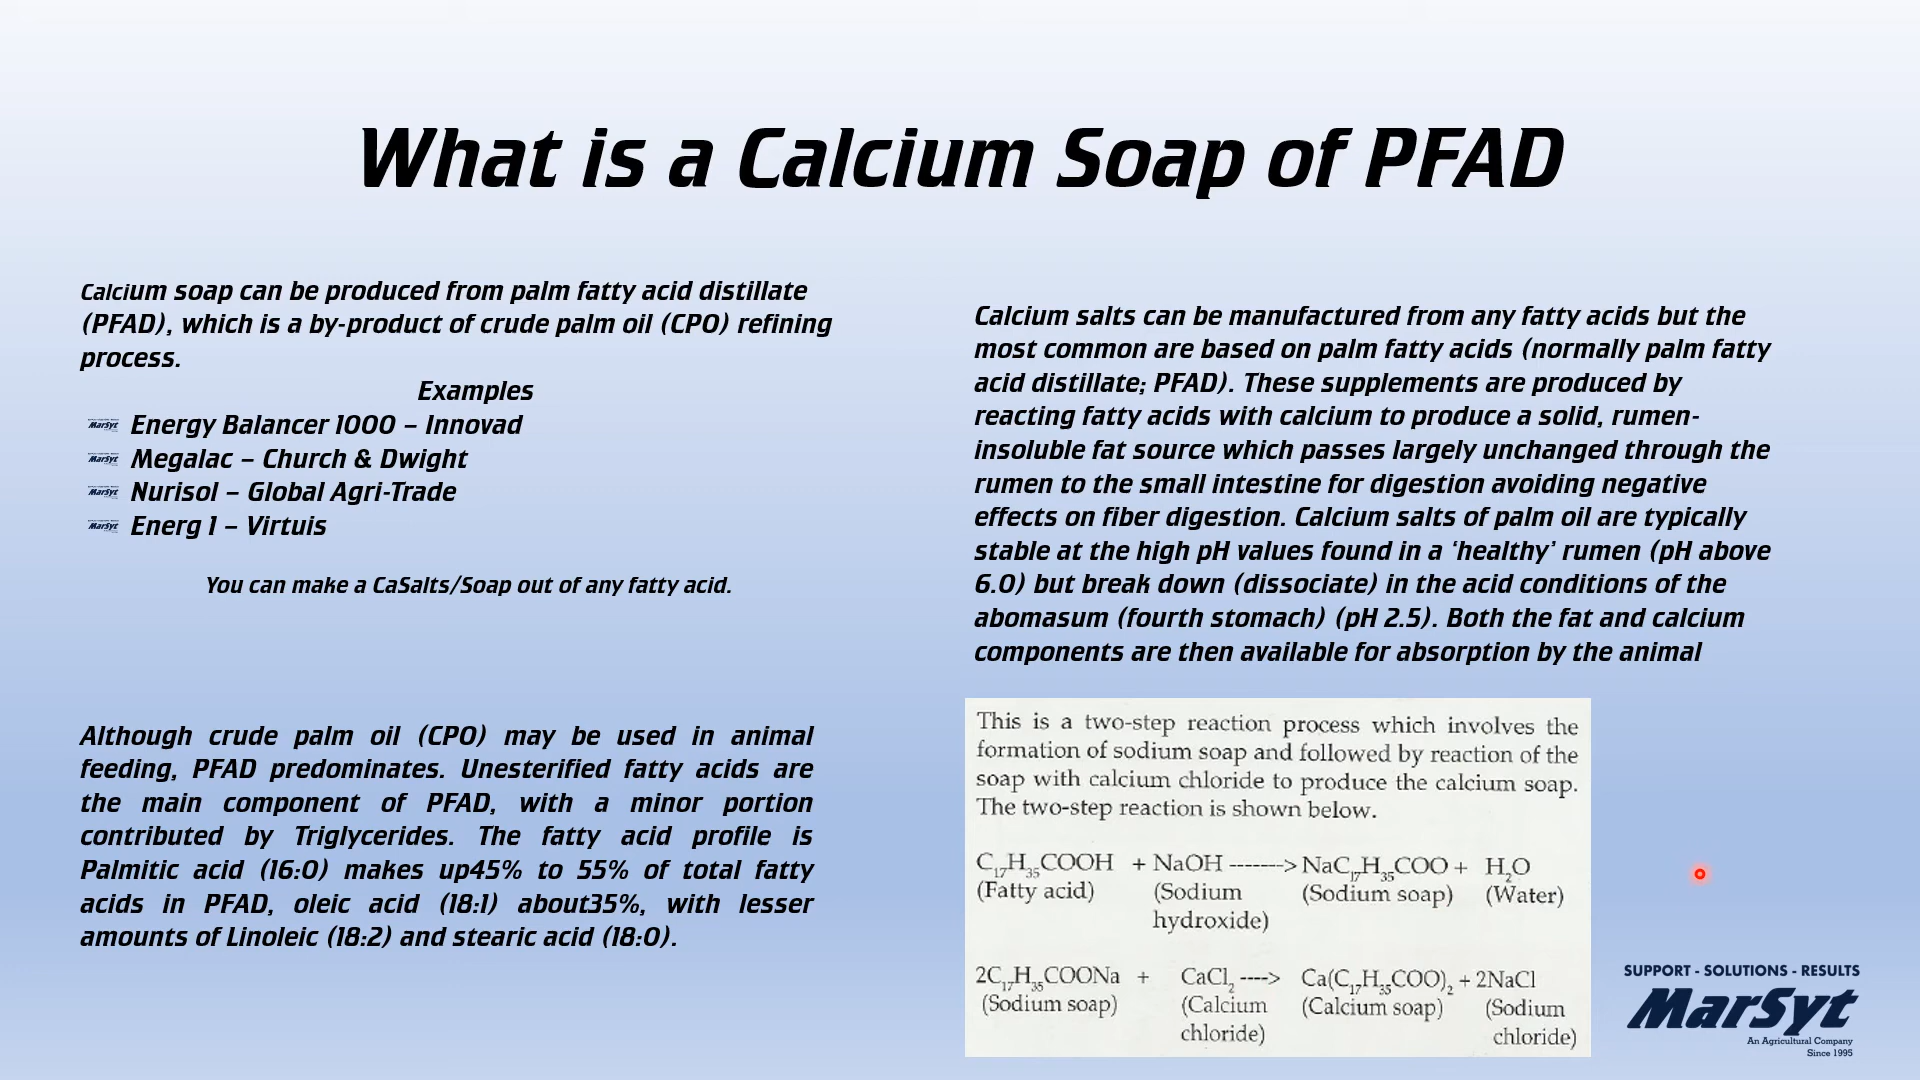 What is a Calcium Soap of PFAD
Calcium soap can be produced from palm fatty acid distillate
(PFAD), which is a by-product of crude palm oil (CPO) refining
process.
Examples
Energy Balancer 1000 – Innovad
Megalac – Church & Dwight
Nurisol – Global Agri-Trade
Energ 1 – Virtuis
You can make a CaSalts/Soap out of any fatty acid.
Although crude palm oil (CPO) may be used in animal
feeding, PFAD predominates. Unesterified fatty acids are
the main component of PFAD, with a minor portion
contributed by Triglycerides. The fatty acid profile is
Palmitic acid (16:0) makes up45% to 55% of total fatty
acids in PFAD, oleic acid (18:1) about35%, with lesser
amounts of Linoleic (18:2) and stearic acid (18:0).
Calcium salts can be manufactured from any fatty acids but the
most common are based on palm fatty acids (normally palm fatty
acid distillate; PFAD). These supplements are produced by
reacting fatty acids with calcium to produce a solid, rumen-
insoluble fat source which passes largely unchanged through the
rumen to the small intestine for digestion avoiding negative
effects on fiber digestion. Calcium salts of palm oil are typically
stable at the high pH values found in a ‘healthy’ rumen (pH above
6.0) but break down (dissociate) in the acid conditions of the
abomasum (fourth stomach) (pH 2.5). Both the fat and calcium
components are then available for absorption by the animal
This is a two-step reaction process which involves the
formation of sodium soap and followed by reaction of the
soap with calcium chloride to produce the calcium soap.
The two-step reaction is shown below.
C₁₇H₃₅COOH + NaOH -------> NaC₁₇H₃₅COO + H₂O
(Fatty acid) (Sodium (Sodium soap) (Water)
hydroxide)
2C₁₇H₃₅COONa + CaCl₂ ----> Ca(C₁₇H₃₅COO)₂ + 2NaCl
(Sodium soap) (Calcium (Calcium soap) (Sodium
chloride) chloride)
SUPPORT - SOLUTIONS - RESULTS
MarSyt
An Agricultural Company
Since 1995